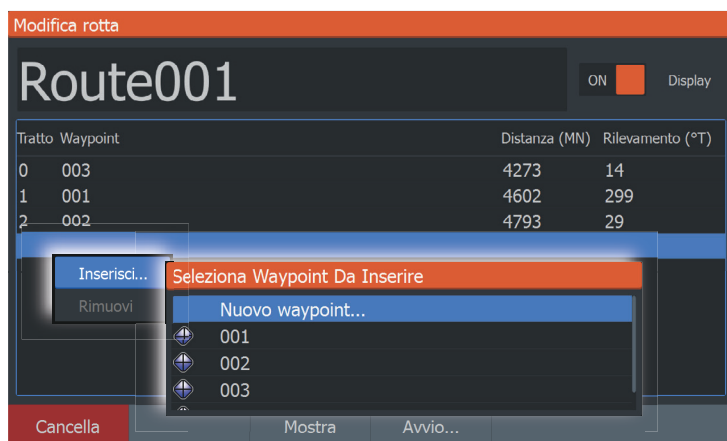 Modifica rotta
Route001
ON Display
Tratto Waypoint Distanza (MN) Rilevamento (°T)
0 003 4273 14
1 001 4602 299
2 002 4793 29
Inserisci...
Rimuovi
Seleziona Waypoint Da Inserire
Nuovo waypoint...
001
002
003
Cancella Mostra Avvio...